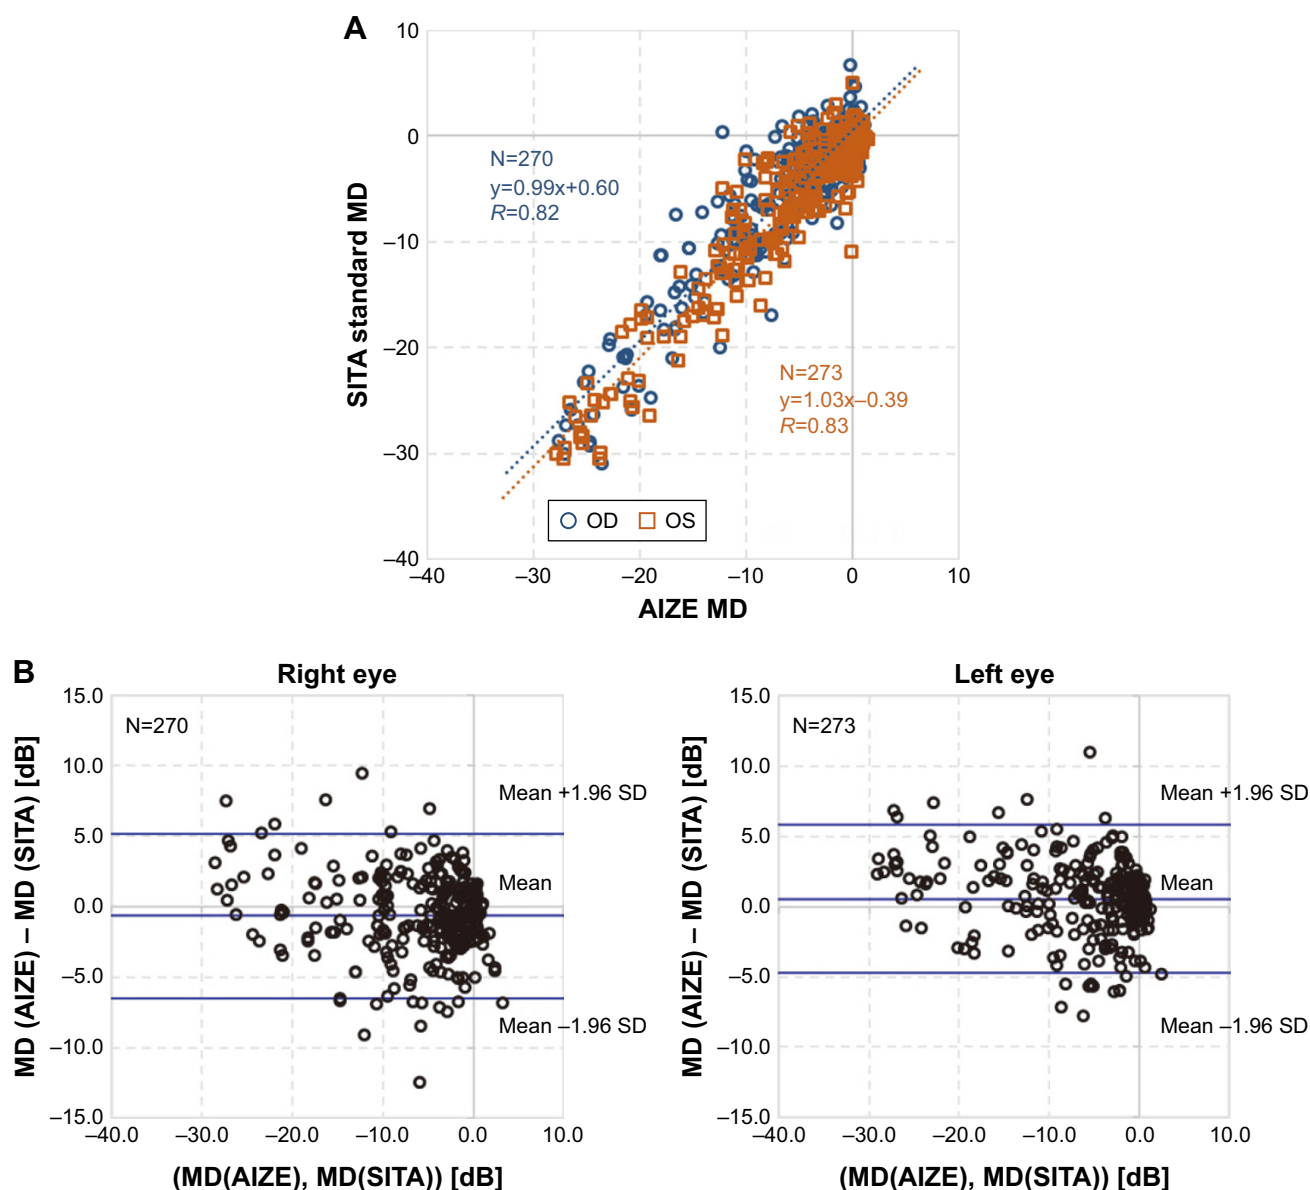 A
10
0
–10
–20
–30
–40
SITA standard MD
N=270
y=0.99x+0.60
R=0.82
N=273
y=1.03x–0.39
R=0.83
OD
OS
–40
–30
–20
–10
0
10
AIZE MD
B
Right eye
15.0
10.0
5.0
0.0
–5.0
–10.0
–15.0
MD (AIZE) – MD (SITA) [dB]
N=270
Mean +1.96 SD
Mean
Mean –1.96 SD
–40.0
–30.0
–20.0
–10.0
0.0
10.0
(MD(AIZE), MD(SITA)) [dB]
Left eye
15.0
10.0
5.0
0.0
–5.0
–10.0
–15.0
MD (AIZE) – MD (SITA) [dB]
N=273
Mean +1.96 SD
Mean
Mean –1.96 SD
–40.0
–30.0
–20.0
–10.0
0.0
10.0
(MD(AIZE), MD(SITA)) [dB]